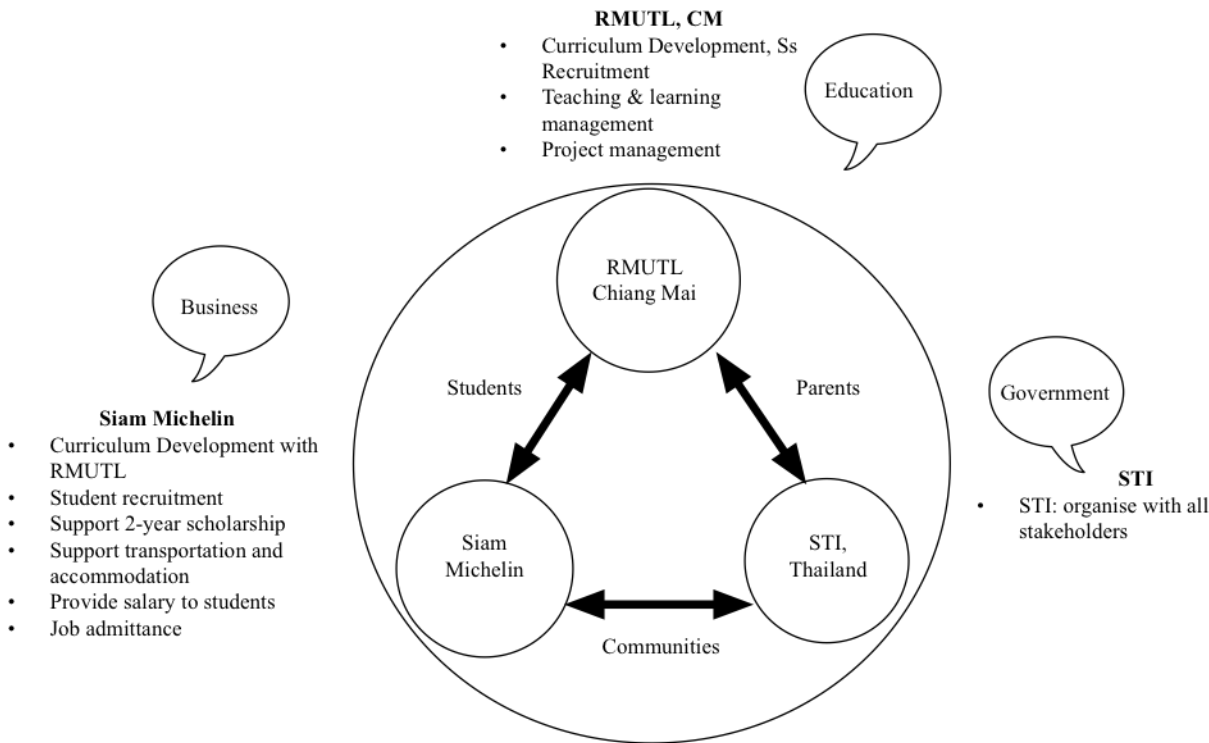 RMUTL, CM
• Curriculum Development, Ss
Recruitment
• Teaching & learning
management
• Project management
Education
RMUTL
Chiang Mai
Business
Students
Parents
Government
Siam Michelin
• Curriculum Development with
RMUTL
• Student recruitment
• Support 2-year scholarship
• Support transportation and
accommodation
• Provide salary to students
• Job admittance
Siam
Michelin
STI,
Thailand
Communities
STI
• STI: organise with all
stakeholders